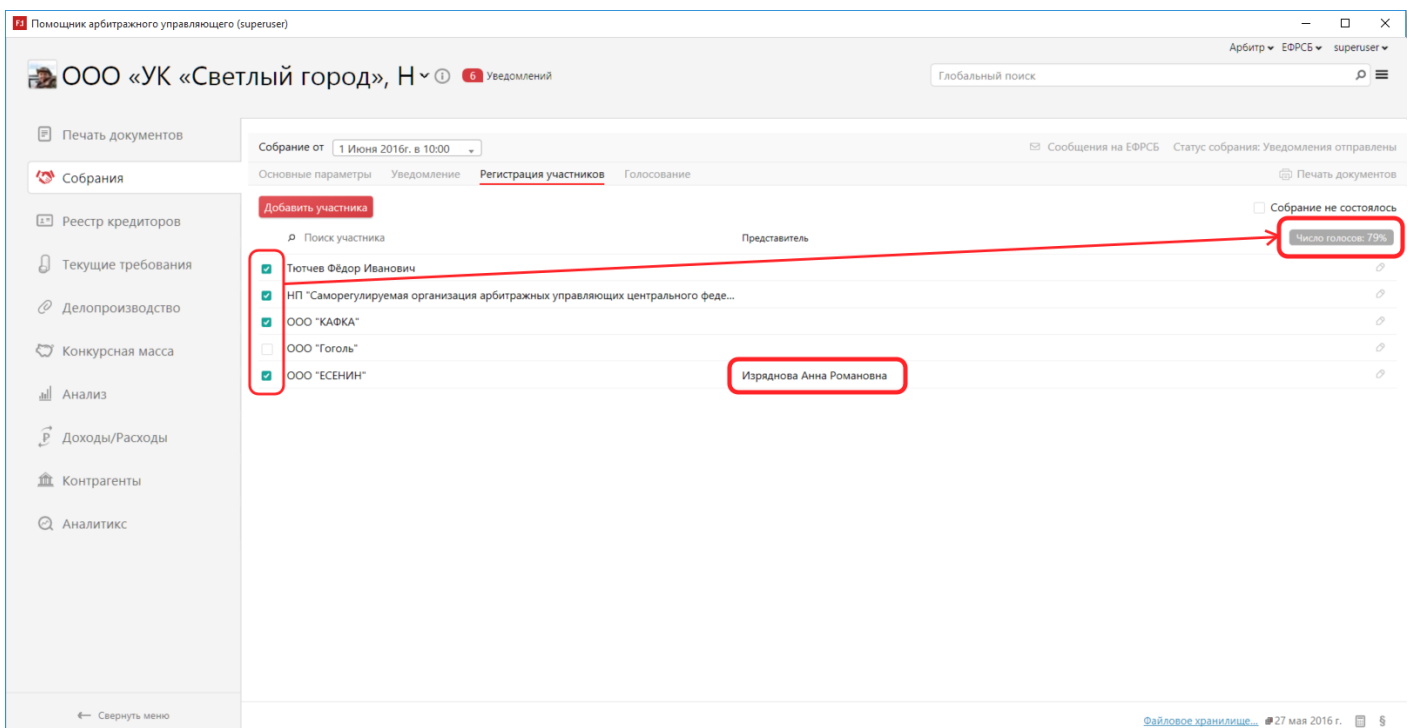 Помощник арбитражного управляющего (superuser)
Арбитр ЕФРСБ superuser
ООО «УК «Светлый город», Н 6 Уведомлений
Глобальный поиск
Печать документов
Собрания
Реестр кредиторов
Текущие требования
Делопроизводство
Конкурсная масса
Анализ
Доходы/Расходы
Контрагенты
Аналитикс
Свернуть меню
Собрание от 1 Июня 2016г. в 10:00 Сообщения на ЕФРСБ Статус собрания: Уведомления отправлены
Основные параметры Уведомление Регистрация участников Голосование Печать документов
Добавить участника Собрание не состоялось
Поиск участника Представитель Число голосов: 79%
Тютчев Фёдор Иванович
НП "Саморегулируемая организация арбитражных управляющих центрального феде...
ООО "КАФКА"
ООО "Гоголь"
ООО "ЕСЕНИН" Изряднова Анна Романовна
Файловое хранилище... 27 мая 2016 г. §